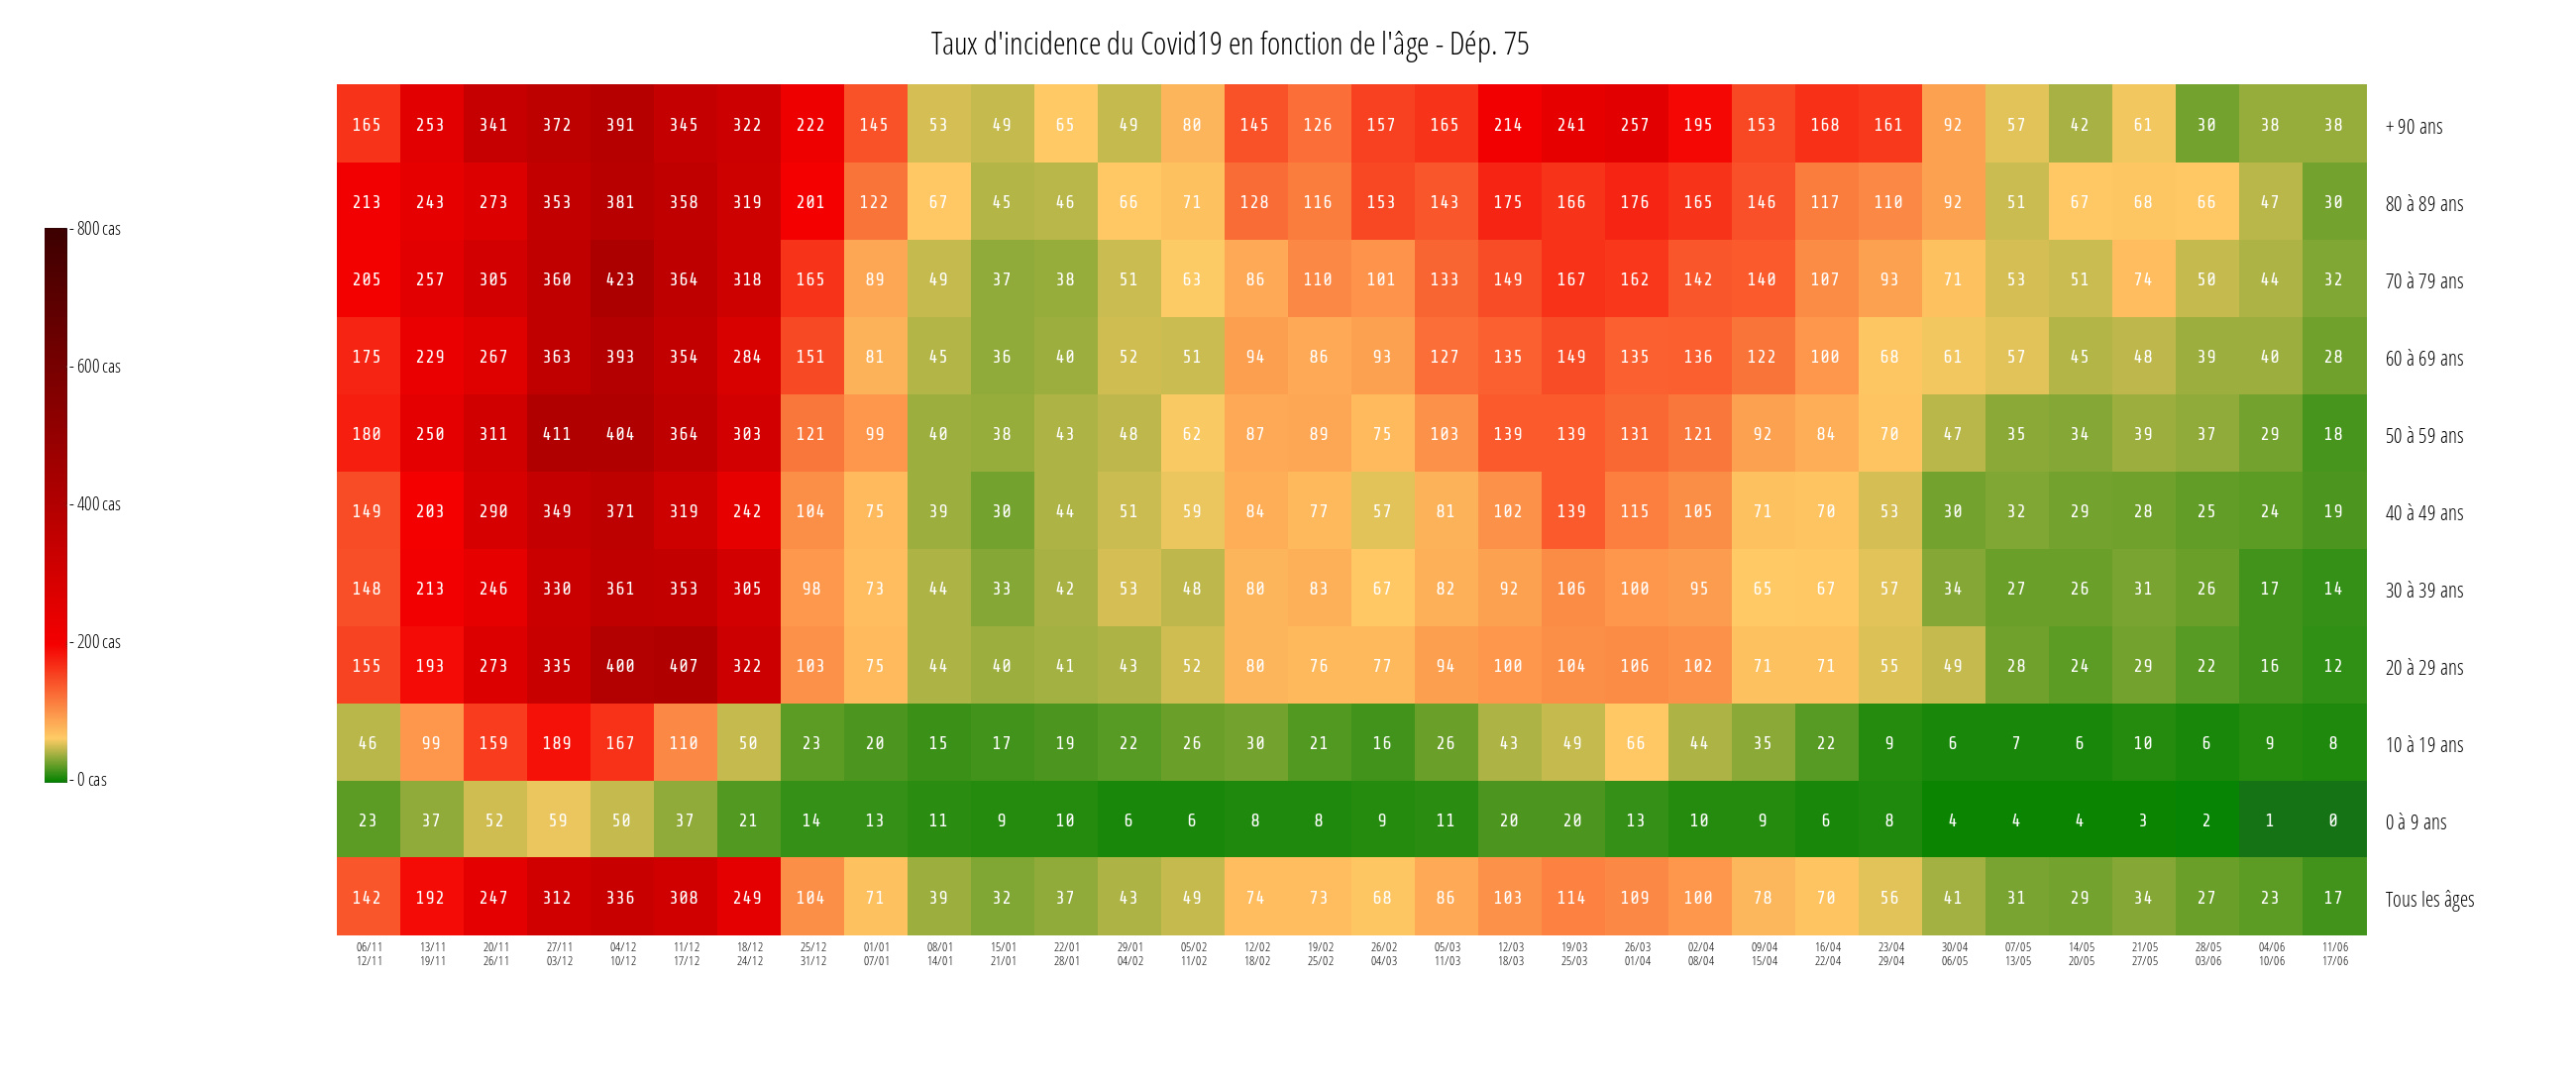 Taux d'incidence du Covid19 en fonction de l'âge - Dép. 75
165 253 341 372 391 345 322 222 145 53 49 65 49 80 145 126 157 165 214 241 257 195 153 168 161 92 57 42 61 30 38 38 + 90 ans
213 243 273 353 381 358 319 201 122 67 45 46 66 71 128 116 153 143 175 166 176 165 146 117 110 92 51 67 68 66 47 30 80 à 89 ans
- 800 cas
205 257 305 360 423 364 318 165 89 49 37 38 51 63 86 110 101 133 149 167 162 142 140 107 93 71 53 51 74 50 44 32 70 à 79 ans
175 229 267 363 393 354 284 151 81 45 36 40 52 51 94 86 93 127 135 149 135 136 122 100 68 61 57 45 48 39 40 28 60 à 69 ans
- 600 cas
180 250 311 411 404 364 303 121 99 40 38 43 48 62 87 89 75 103 139 139 131 121 92 84 70 47 35 34 39 37 29 18 50 à 59 ans
- 400 cas
149 203 290 349 371 319 242 104 75 39 30 44 51 59 84 77 57 81 102 139 115 105 71 70 53 30 32 29 28 25 24 19 40 à 49 ans
148 213 246 330 361 353 305 98 73 44 33 42 53 48 80 83 67 82 92 106 100 95 65 67 57 34 27 26 31 26 17 14 30 à 39 ans
- 200 cas
155 193 273 335 400 407 322 103 75 44 40 41 43 52 80 76 77 94 100 104 106 102 71 71 55 49 28 24 29 22 16 12 20 à 29 ans
46 99 159 189 167 110 50 23 20 15 17 19 22 26 30 21 16 26 43 49 66 44 35 22 9 6 7 6 10 6 9 8 10 à 19 ans
- 0 cas
23 37 52 59 50 37 21 14 13 11 9 10 6 6 8 8 9 11 20 20 13 10 9 6 8 4 4 4 3 2 1 0 0 à 9 ans
142 192 247 312 336 308 249 104 71 39 32 37 43 49 74 73 68 86 103 114 109 100 78 70 56 41 31 29 34 27 23 17 Tous les âges
06/11 13/11 20/11 27/11 04/12 11/12 18/12 25/12 01/01 08/01 15/01 22/01 29/01 05/02 12/02 19/02 26/02 05/03 12/03 19/03 26/03 02/04 09/04 16/04 23/04 30/04 07/05 14/05 21/05 28/05 04/06 11/06
12/11 19/11 26/11 03/12 10/12 17/12 24/12 31/12 07/01 14/01 21/01 28/01 04/02 11/02 18/02 25/02 04/03 11/03 18/03 25/03 01/04 08/04 15/04 22/04 29/04 06/05 13/05 20/05 27/05 03/06 10/06 17/06